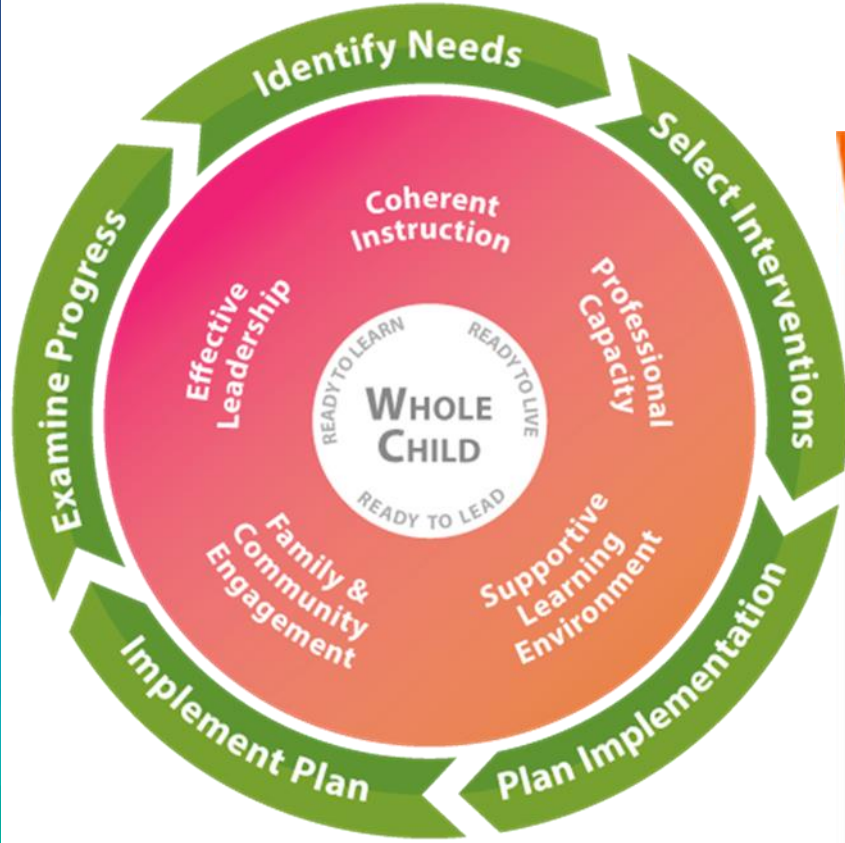 Identify Needs
Select Interventions
Plan Implementation
Implement Plan
Examine Progress
Coherent
Instruction
Professional
Capacity
Supportive
Learning
Environment
Family &
Community
Engagement
Effective
Leadership
READY TO LEARN
READY TO LIVE
READY TO LEAD
WHOLE
CHILD